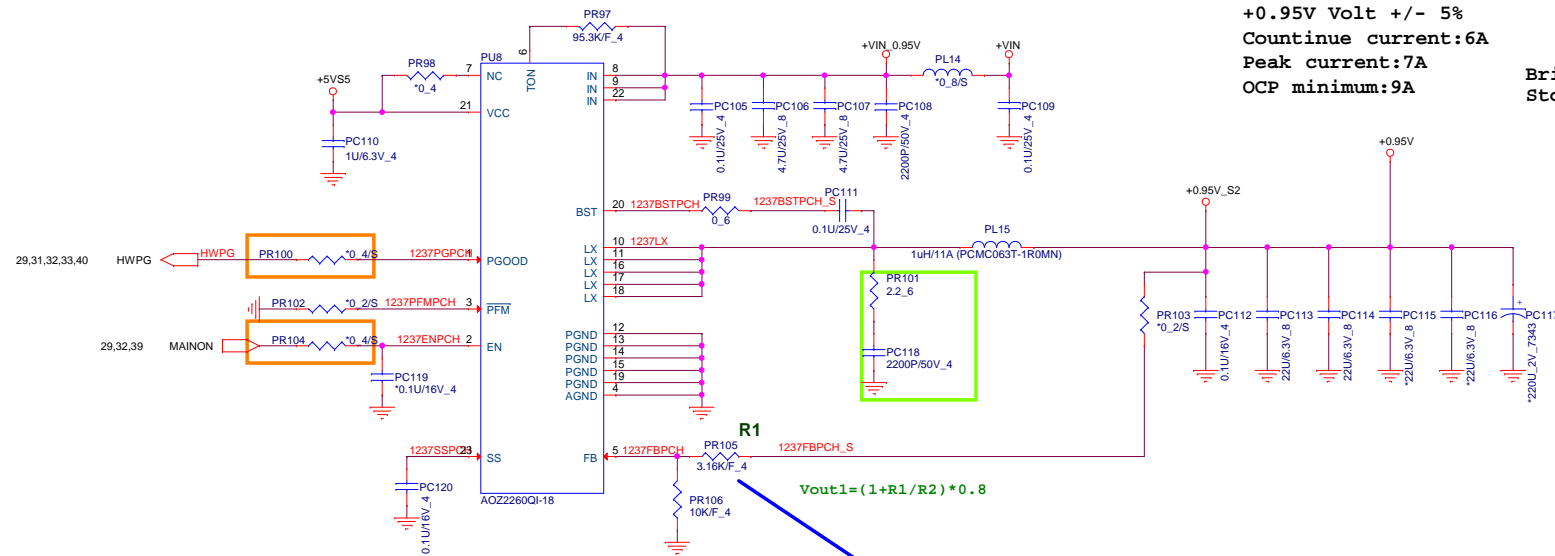 +0.95V Volt +/- 5%
Countinue current:6A
Peak current:7A
OCP minimum:9A
Bri
Sto
PR97
95.3K/F_4
PU8
6
TON
+5VS5
PR98
*0_4
7
NC
21
VCC
PC110
1U/6.3V_4
IN
8
IN
9
IN
22
+VIN_0.95V
PL14
*0_8/S
+VIN
PC105
0.1U/25V_4
PC106
4.7U/25V_8
PC107
4.7U/25V_8
PC108
2200P/50V_4
PC109
0.1U/25V_4
BST
20
1237BSTPCH
PR99
0_6
1237BSTPCH_S
PC111
0.1U/25V_4
LX
10
1237LX
LX
11
LX
16
LX
17
LX
18
PL15
1uH/11A (PCMC063T-1R0MN)
+0.95V_S2
+0.95V
29,31,32,33,40
HWPG
HWPG
PR100
*0_4/S
1237PGPCH
1
PGOOD
PR102
*0_2/S
1237PFMPCH
3
PFM
29,32,39
MAINON
PR104
*0_4/S
1237ENPCH
2
EN
PC119
*0.1U/16V_4
PGND
12
PGND
13
PGND
14
PGND
15
PGND
19
AGND
4
PR101
2.2_6
PC118
2200P/50V_4
PR103
*0_2/S
PC112
0.1U/16V_4
PC113
22U/6.3V_8
PC114
22U/6.3V_8
PC115
*22U/6.3V_8
PC116
*22U/6.3V_8
+
PC117
*220U_2V_7343
1237SSPCH
23
SS
PC120
0.1U/16V_4
AOZ2260QI-18
FB
5
1237FBPCH
R1
PR105
3.16K/F_4
1237FBPCH_S
PR106
10K/F_4
Vout1=(1+R1/R2)*0.8